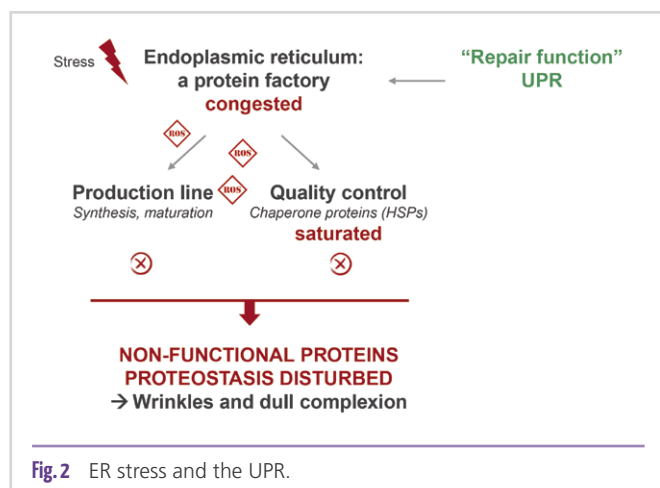 Stress
Endoplasmic reticulum:
a protein factory
congested
“Repair function”
UPR
ROS
ROS
ROS
Production line
Synthesis, maturation
Quality control
Chaperone proteins (HSPs)
saturated
NON-FUNCTIONAL PROTEINS
PROTEOSTASIS DISTURBED
→ Wrinkles and dull complexion
Fig. 2 ER stress and the UPR.